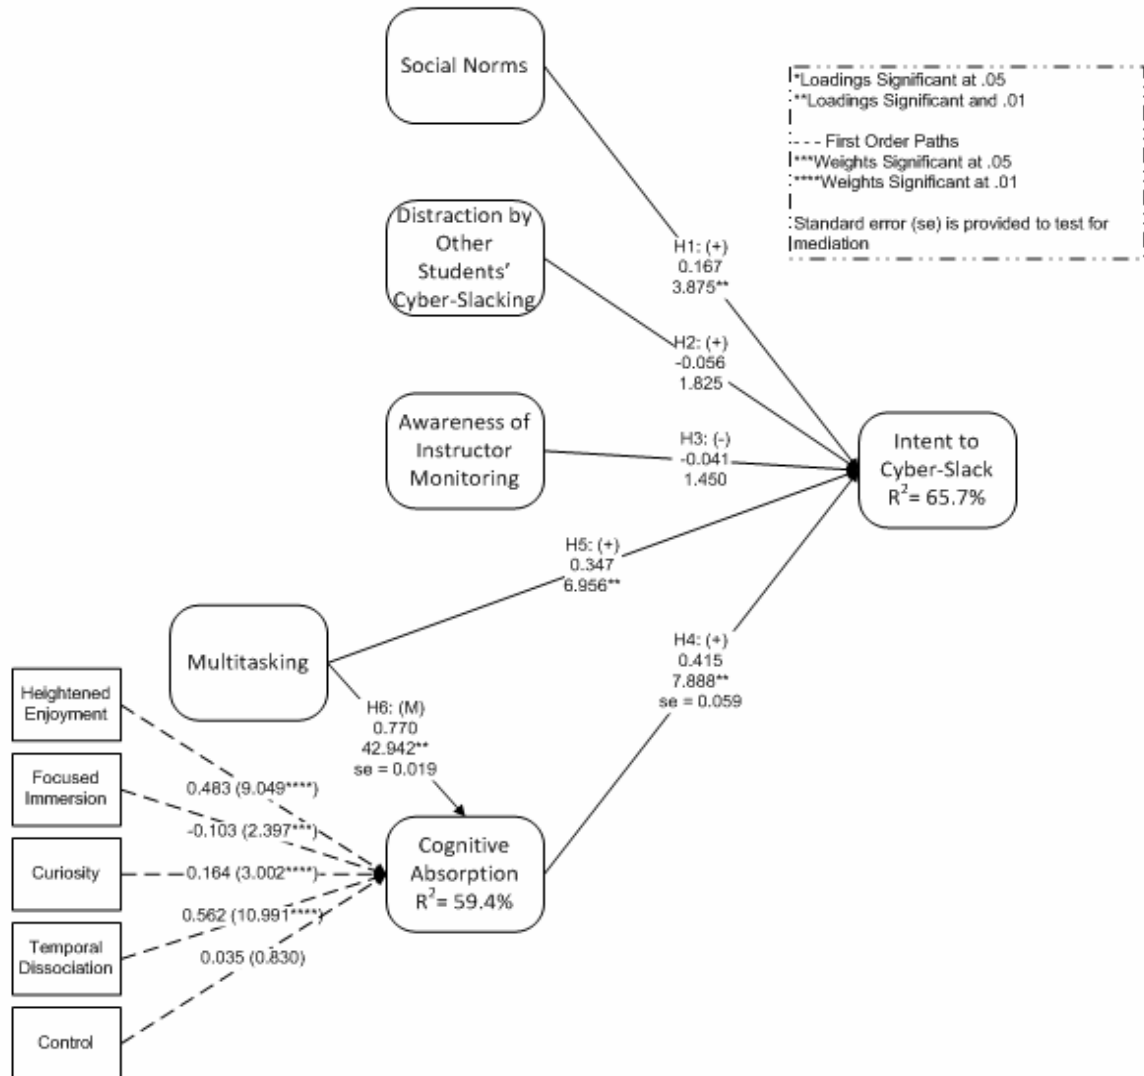 Social Norms
*Loadings Significant at .05
**Loadings Significant and .01
- - - First Order Paths
***Weights Significant at .05
****Weights Significant at .01
Standard error (se) is provided to test for
mediation
Distraction by
Other
Students'
Cyber-Slacking
H1: (+)
0.167
3.875**
H2: (+)
-0.056
1.825
Awareness of
Instructor
Monitoring
H3: (-)
-0.041
1.450
Intent to
Cyber-Slack
R²= 65.7%
H5: (+)
0.347
6.956**
Multitasking
H4: (+)
0.415
7.888**
se = 0.059
H6: (M)
0.770
42.942**
se = 0.019
Heightened
Enjoyment
Focused
Immersion
Curiosity
Temporal
Dissociation
Control
0.483 (9.049****)
-0.103 (2.397***)
0.164 (3.002****)
0.562 (10.991****)
0.035 (0.830)
Cognitive
Absorption
R²= 59.4%